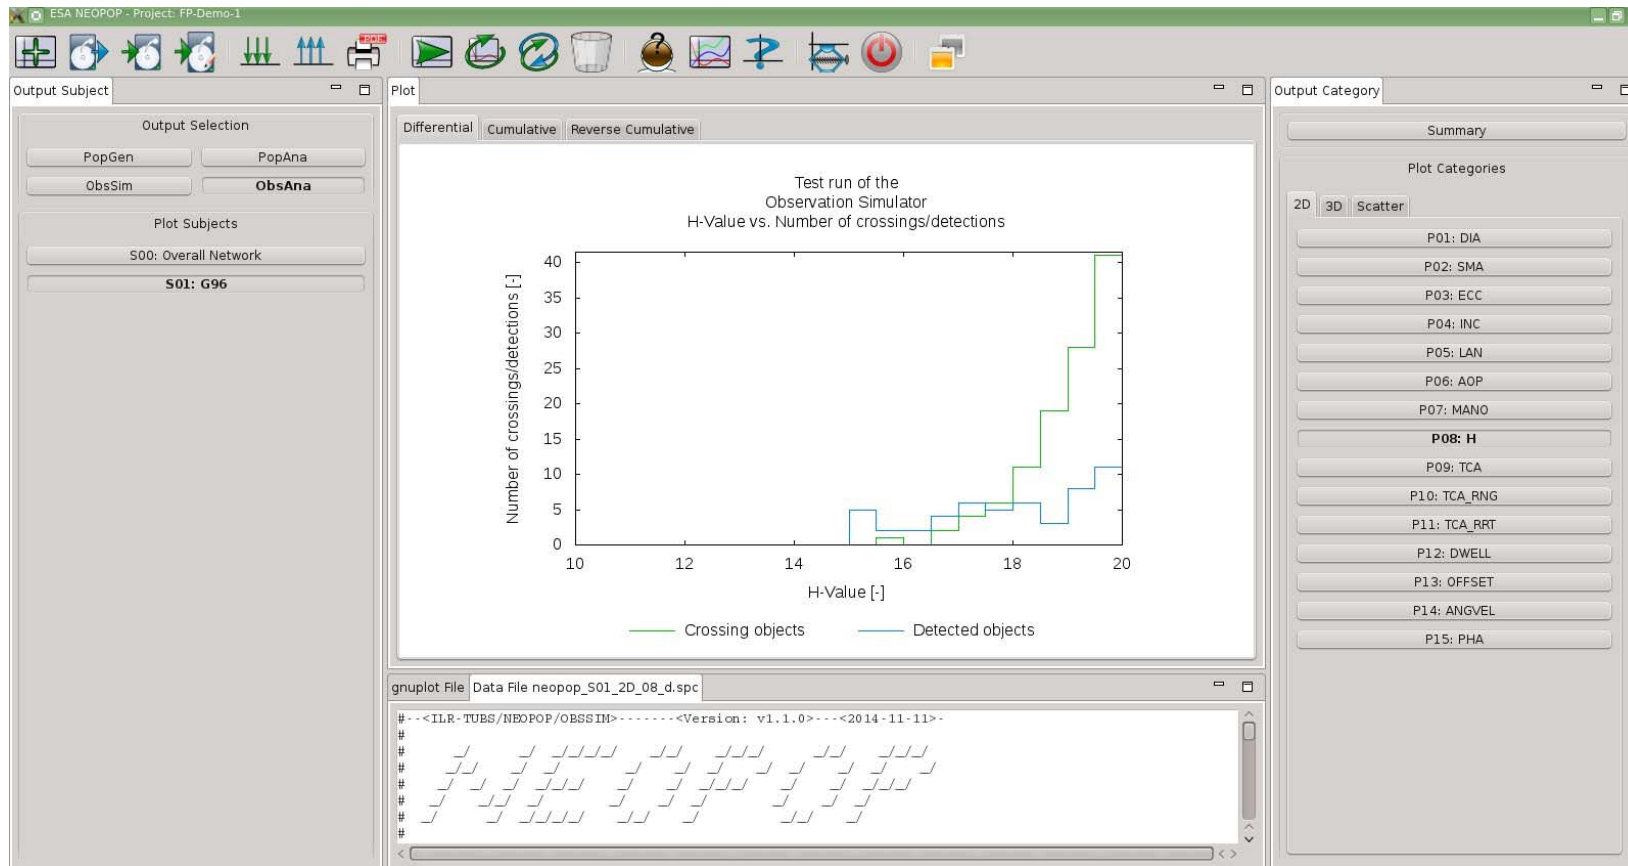 ESA NEOPOP - Project: FP-Demo-1
PDF
Output Subject
Output Selection
PopGen
PopAna
ObsSim
ObsAna
Plot Subjects
S00: Overall Network
S01: G96
Plot
Differential
Cumulative
Reverse Cumulative
Test run of the
Observation Simulator
H-Value vs. Number of crossings/detections
Number of crossings/detections [-]
40
35
30
25
20
15
10
5
0
10
12
14
16
18
20
H-Value [-]
Crossing objects
Detected objects
gnuplot File
Data File neopop_S01_2D_08_d.spc
#--<ILR-TUBS/NEOPOP/OBSSIM>-------<Version: v1.1.0>---<2014-11-11>-
#
# NEOPOP
#
#
#
#
#
Output Category
Summary
Plot Categories
2D
3D
Scatter
P01: DIA
P02: SMA
P03: ECC
P04: INC
P05: LAN
P06: AOP
P07: MANO
P08: H
P09: TCA
P10: TCA_RNG
P11: TCA_RRT
P12: DWELL
P13: OFFSET
P14: ANGVEL
P15: PHA